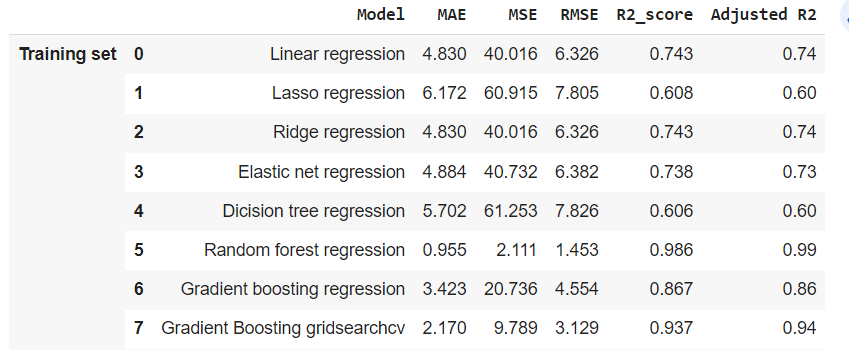 Model MAE MSE RMSE R2_score Adjusted R2
Training set 0 Linear regression 4.830 40.016 6.326 0.743 0.74
1 Lasso regression 6.172 60.915 7.805 0.608 0.60
2 Ridge regression 4.830 40.016 6.326 0.743 0.74
3 Elastic net regression 4.884 40.732 6.382 0.738 0.73
4 Dicision tree regression 5.702 61.253 7.826 0.606 0.60
5 Random forest regression 0.955 2.111 1.453 0.986 0.99
6 Gradient boosting regression 3.423 20.736 4.554 0.867 0.86
7 Gradient Boosting gridsearchcv 2.170 9.789 3.129 0.937 0.94